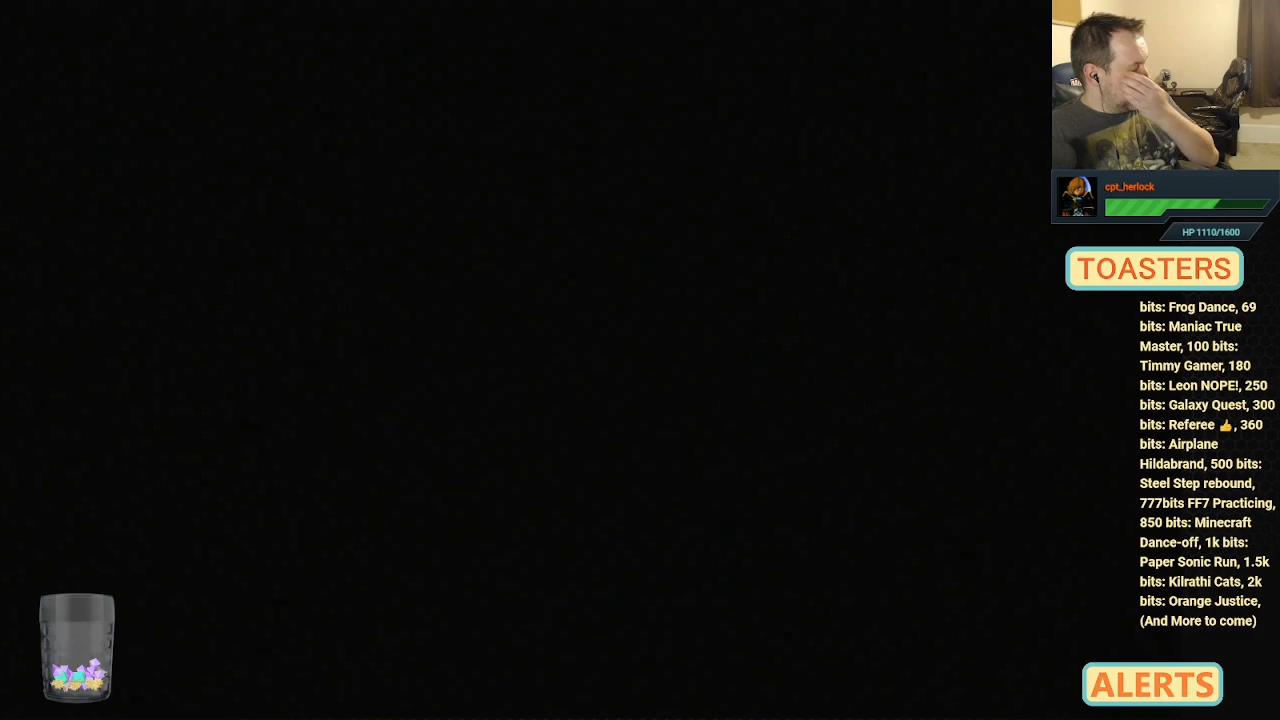 cpt_herlock
HP 1110/1600
TOASTERS
bits: Frog Dance, 69
bits: Maniac True
Master, 100 bits:
Timmy Gamer, 180
bits: Leon NOPE!, 250
bits: Galaxy Quest, 300
bits: Referee 👍, 360
bits: Airplane
Hildabrand, 500 bits:
Steel Step rebound,
777bits FF7 Practicing,
850 bits: Minecraft
Dance-off, 1k bits:
Paper Sonic Run, 1.5k
bits: Kilrathi Cats, 2k
bits: Orange Justice,
(And More to come)
ALERTS